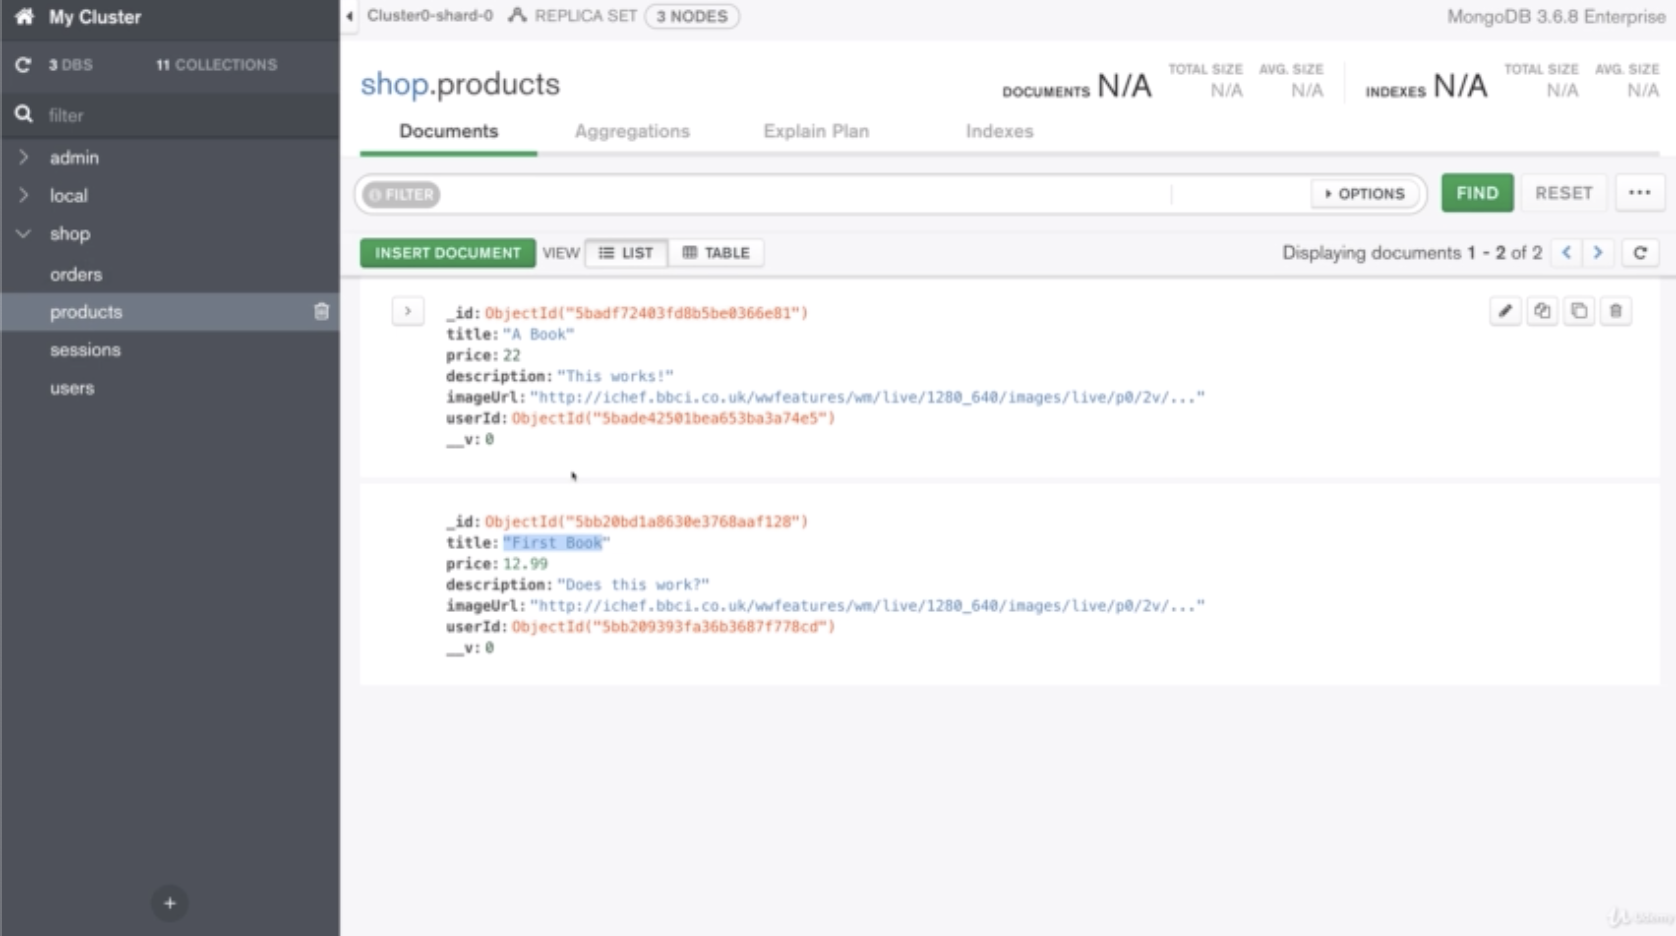 My Cluster
3 DBS 11 COLLECTIONS
filter
admin
local
shop
orders
products
sessions
users
+
Cluster0-shard-0 REPLICA SET 3 NODES
MongoDB 3.6.8 Enterprise
shop.products
DOCUMENTS N/A TOTAL SIZE N/A AVG. SIZE N/A
INDEXES N/A TOTAL SIZE N/A AVG. SIZE N/A
Documents Aggregations Explain Plan Indexes
FILTER OPTIONS FIND RESET ...
INSERT DOCUMENT VIEW LIST TABLE Displaying documents 1 - 2 of 2
_id: ObjectId("5badf72403fd8b5be0366e81")
title: "A Book"
price: 22
description: "This works!"
imageUrl: "http://ichef.bbci.co.uk/wwfeatures/wm/live/1280_640/images/live/p0/2v/..."
userId: ObjectId("5bade42501bea653ba3a74e5")
__v: 0
_id: ObjectId("5bb20bd1a8630e3768aaf128")
title: "First Book"
price: 12.99
description: "Does this work?"
imageUrl: "http://ichef.bbci.co.uk/wwfeatures/wm/live/1280_640/images/live/p0/2v/..."
userId: ObjectId("5bb209393fa36b3687f778cd")
__v: 0
Udemy